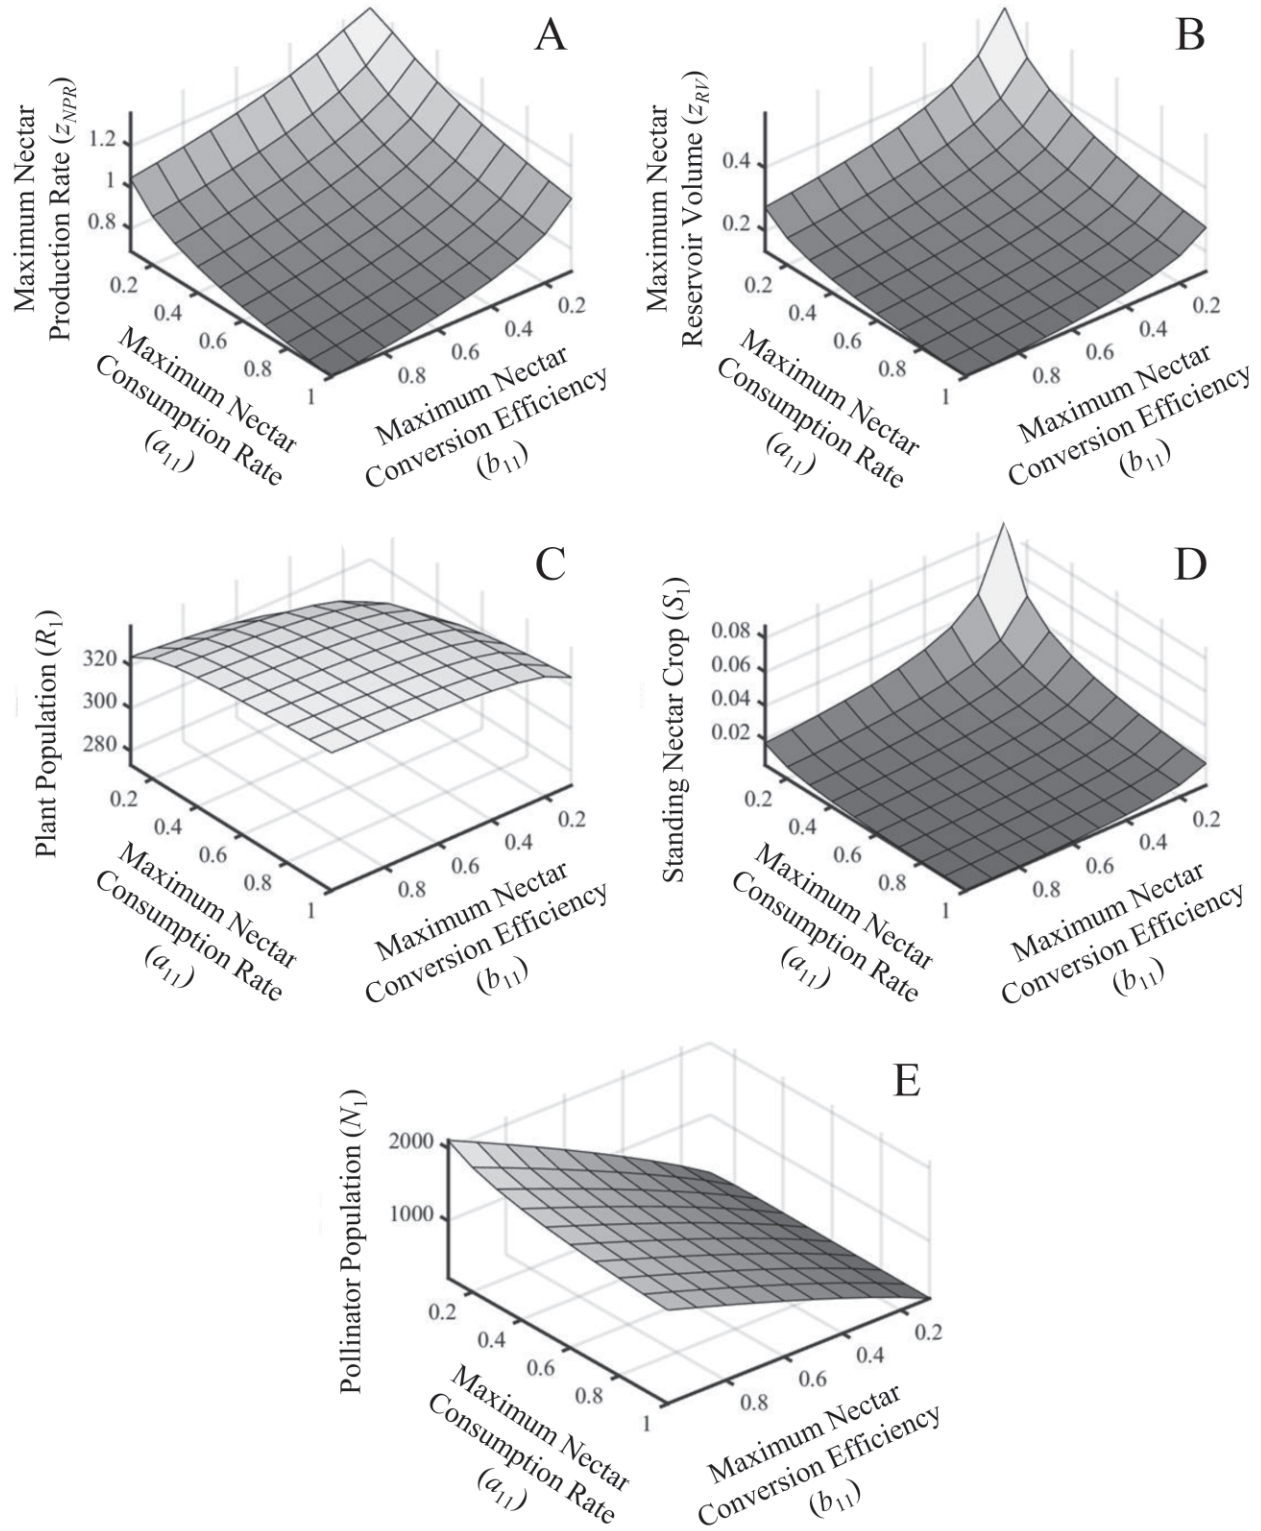 A
Maximum Nectar
Production Rate (z_NPR)
1.2
1
0.8
0.2
0.4
0.6
0.8
1
0.8
0.6
0.4
0.2
Maximum Nectar
Consumption Rate
(a_11)
Maximum Nectar
Conversion Efficiency
(b_11)
B
Maximum Nectar
Reservoir Volume (z_RV)
0.4
0.2
0.2
0.4
0.6
0.8
1
0.8
0.6
0.4
0.2
Maximum Nectar
Consumption Rate
(a_11)
Maximum Nectar
Conversion Efficiency
(b_11)
C
Plant Population (R_1)
320
300
280
0.2
0.4
0.6
0.8
1
0.8
0.6
0.4
0.2
Maximum Nectar
Consumption Rate
(a_11)
Maximum Nectar
Conversion Efficiency
(b_11)
D
Standing Nectar Crop (S_1)
0.08
0.06
0.04
0.02
0.2
0.4
0.6
0.8
1
0.8
0.6
0.4
0.2
Maximum Nectar
Consumption Rate
(a_11)
Maximum Nectar
Conversion Efficiency
(b_11)
E
Pollinator Population (N_1)
2000
1000
0.2
0.4
0.6
0.8
1
0.8
0.6
0.4
0.2
Maximum Nectar
Consumption Rate
(a_11)
Maximum Nectar
Conversion Efficiency
(b_11)